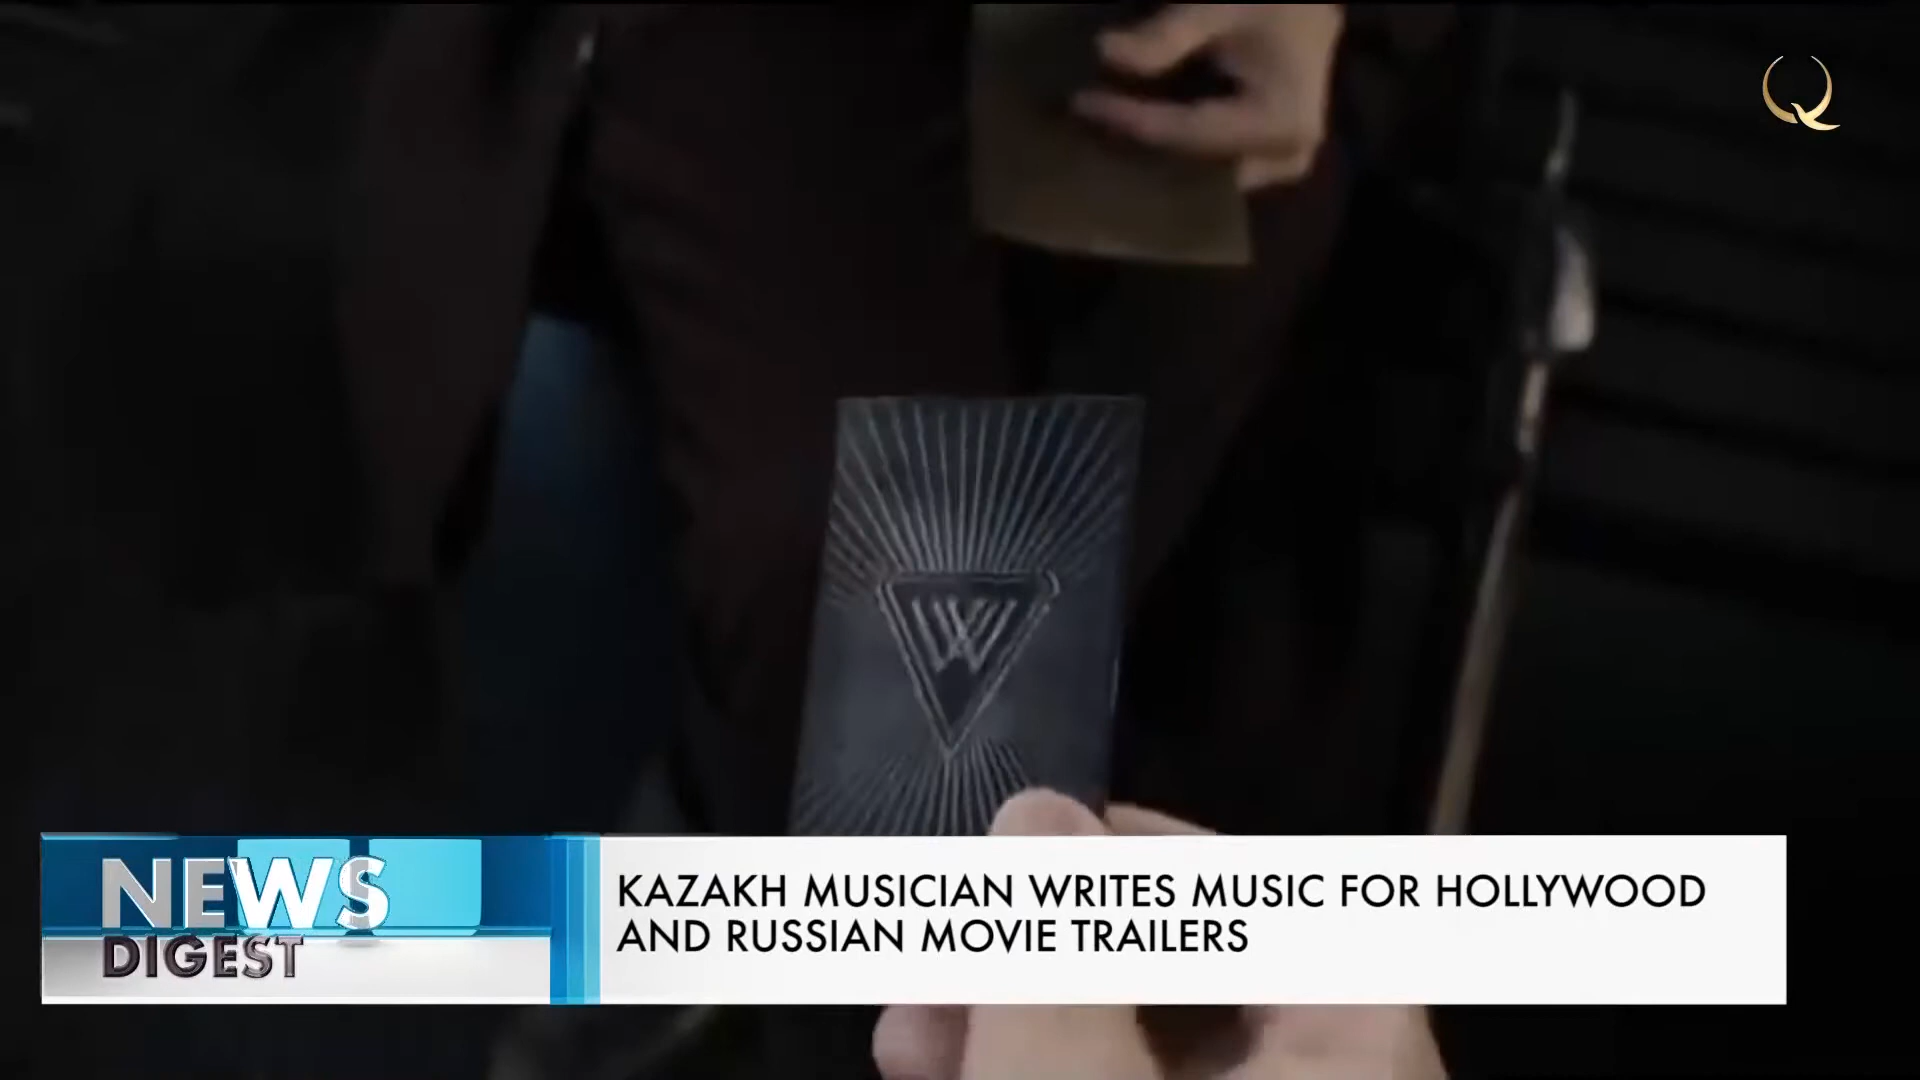 Q
W
NEWS
DIGEST
KAZAKH MUSICIAN WRITES MUSIC FOR HOLLYWOOD
AND RUSSIAN MOVIE TRAILERS